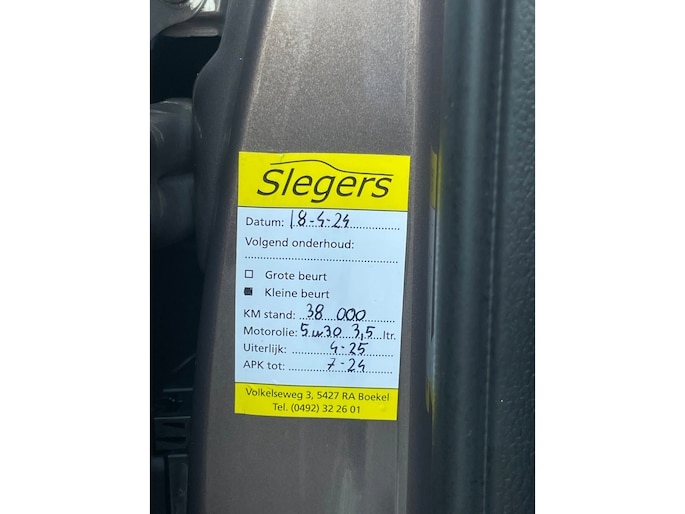 Slegers
Datum: 18-4-24
Volgend onderhoud:
Grote beurt
Kleine beurt
KM stand: 38 000
Motorolie: 5w30 3,5 ltr.
Uiterlijk: 4-25
APK tot: 7-24
Volkelseweg 3, 5427 RA Boekel
Tel. (0492) 32 26 01